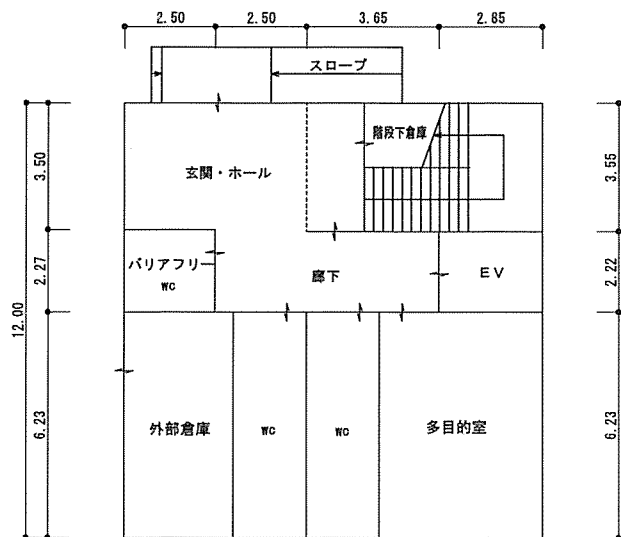 2.50 2.50 3.65 2.85
スロープ
階段下倉庫
玄関・ホール
3.50
3.55
バリアフリー
WC
廊下
EV
2.27
2.22
12.00
外部倉庫
WC
WC
多目的室
6.23
6.23